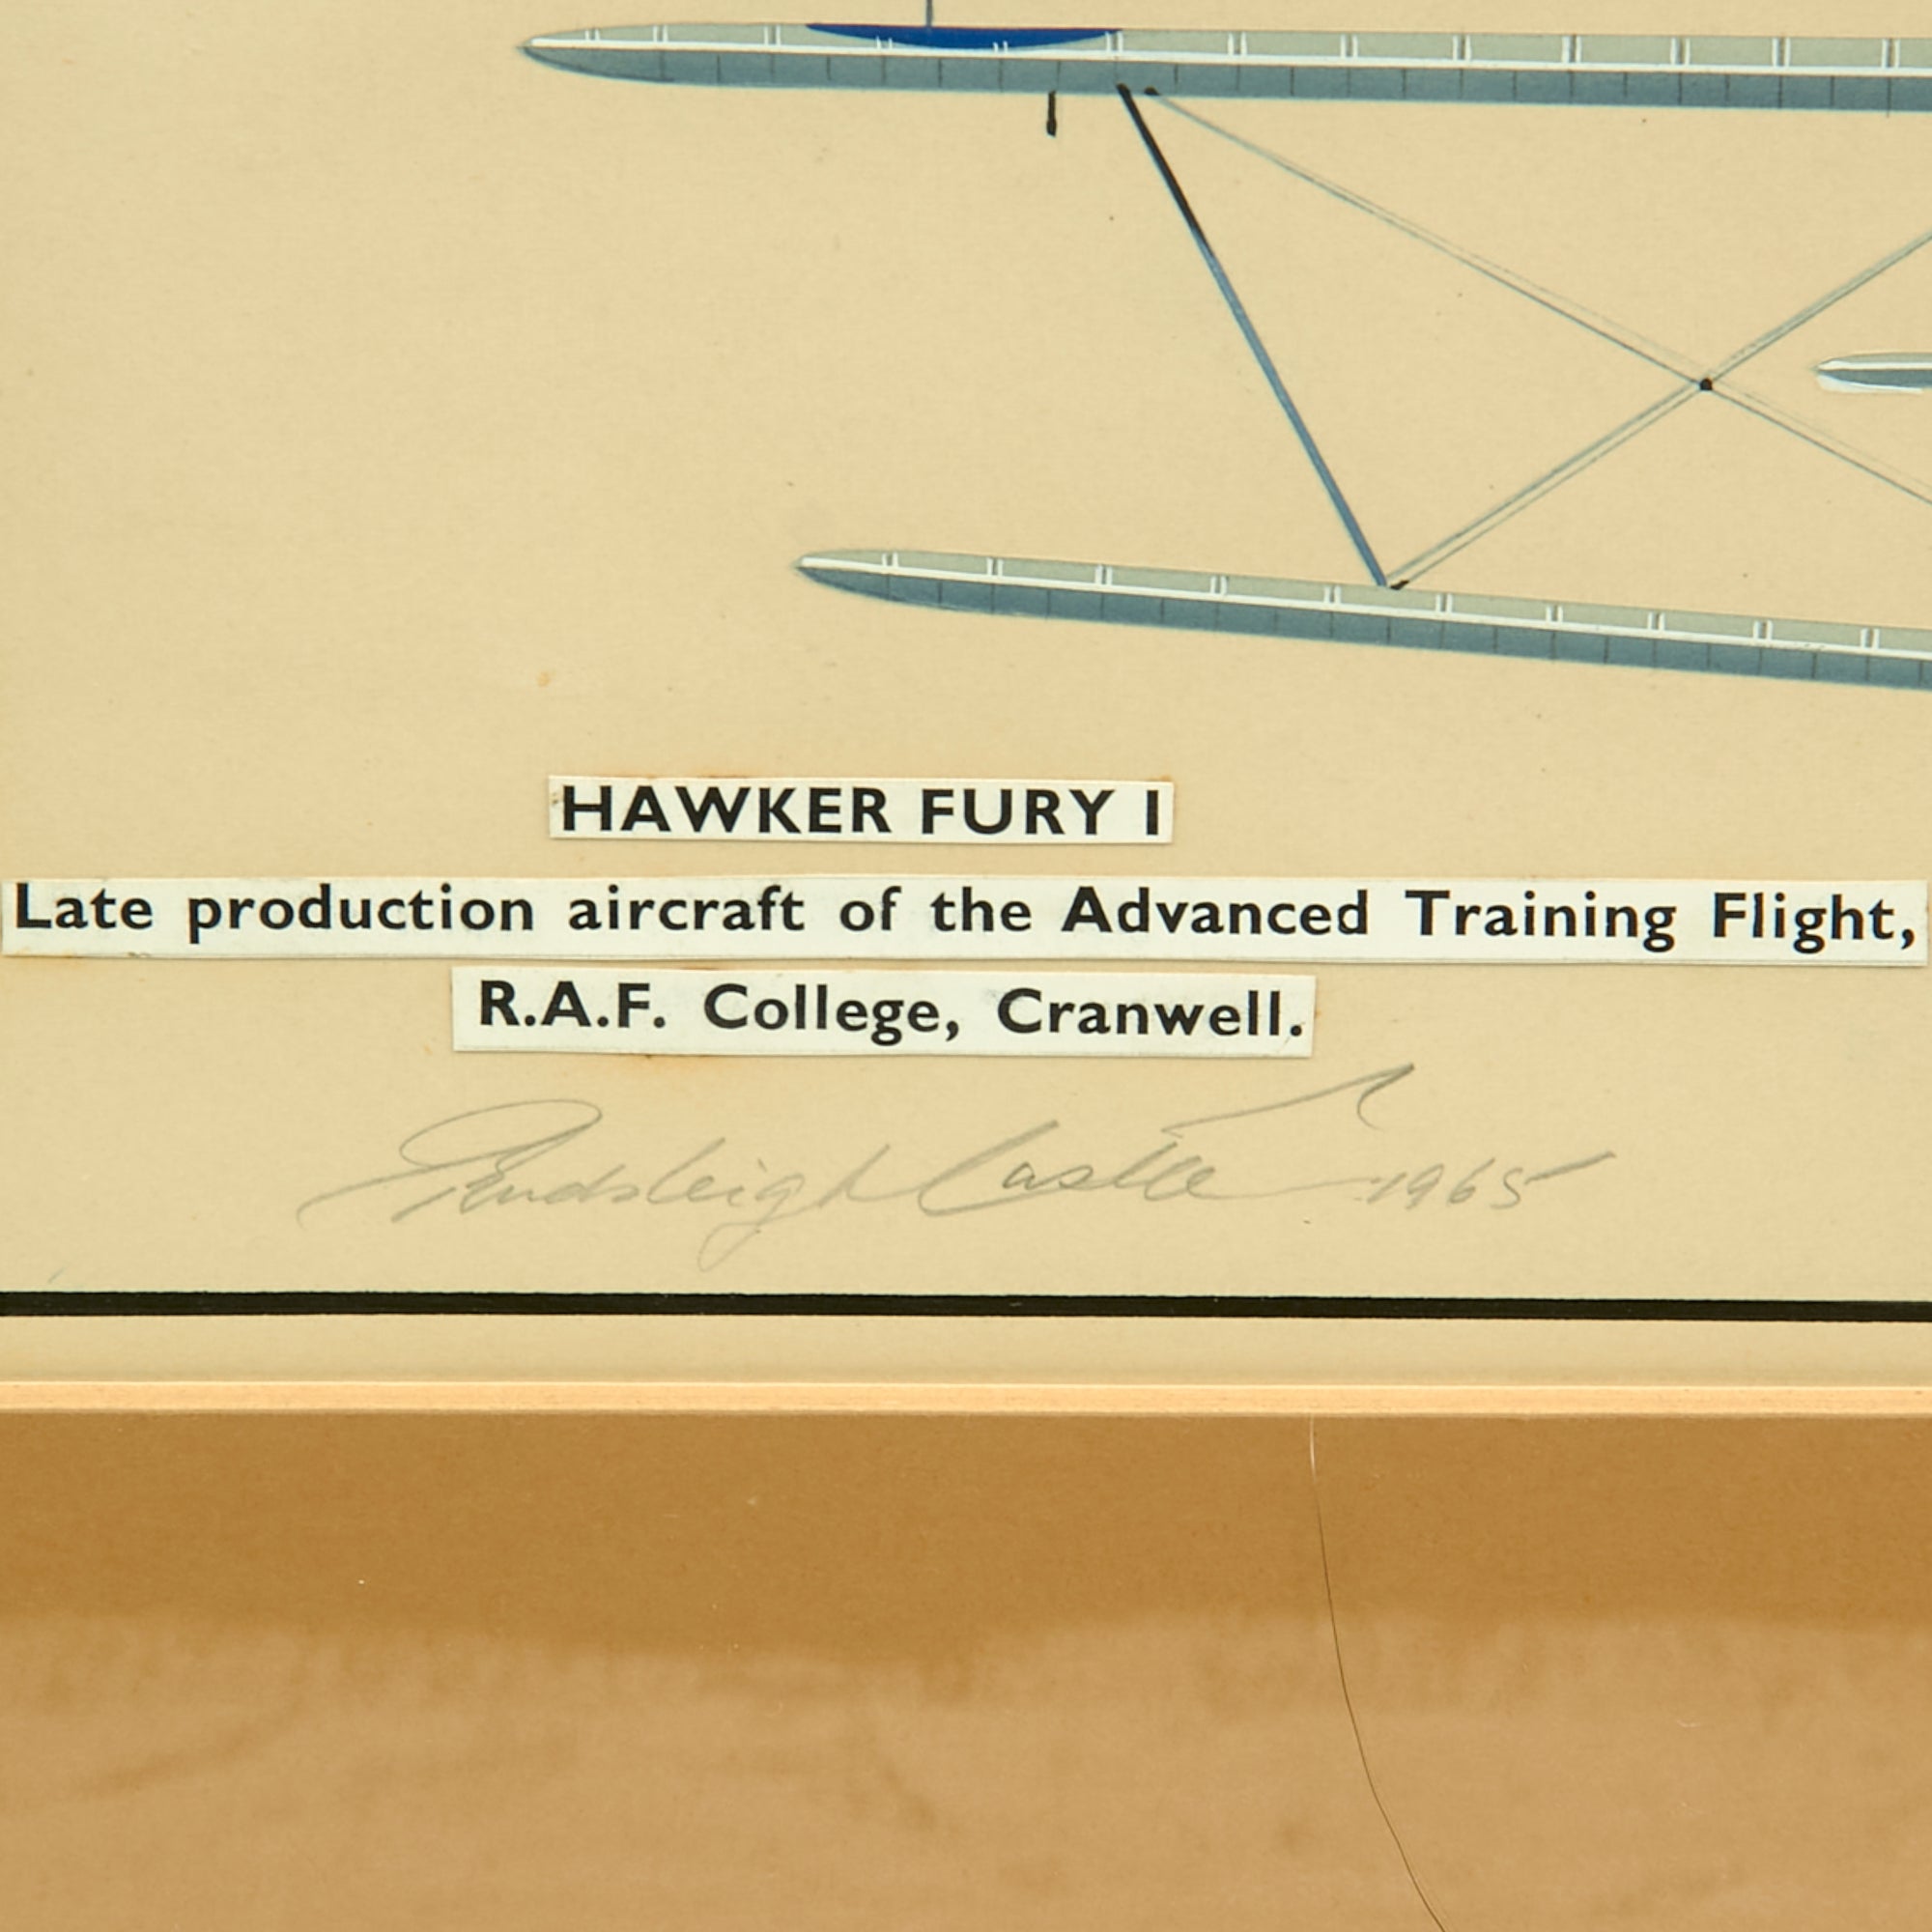 HAWKER FURY I
Late production aircraft of the Advanced Training Flight,
R.A.F. College, Cranwell.
Endsleigh Castle 1965